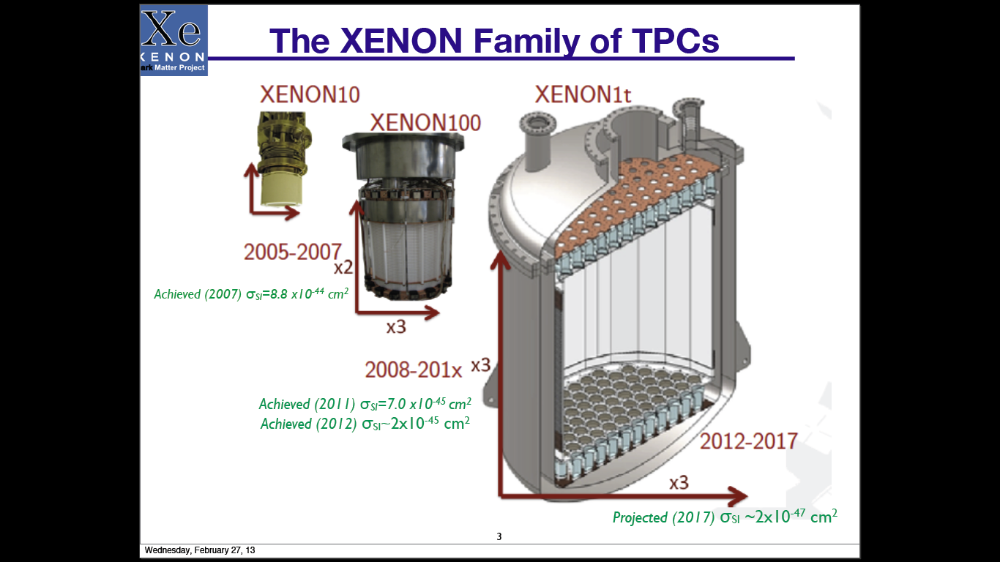 Xe
XENON
ark Matter Project
The XENON Family of TPCs
XENON10
XENON100
XENON1t
2005-2007
x2
Achieved (2007) σSI=8.8 x10-44 cm2
x3
2008-201x
x3
Achieved (2011) σSI=7.0 x10-45 cm2
Achieved (2012) σSI~2x10-45 cm2
2012-2017
x3
Projected (2017) σSI ~2x10-47 cm2
3
Wednesday, February 27, 13